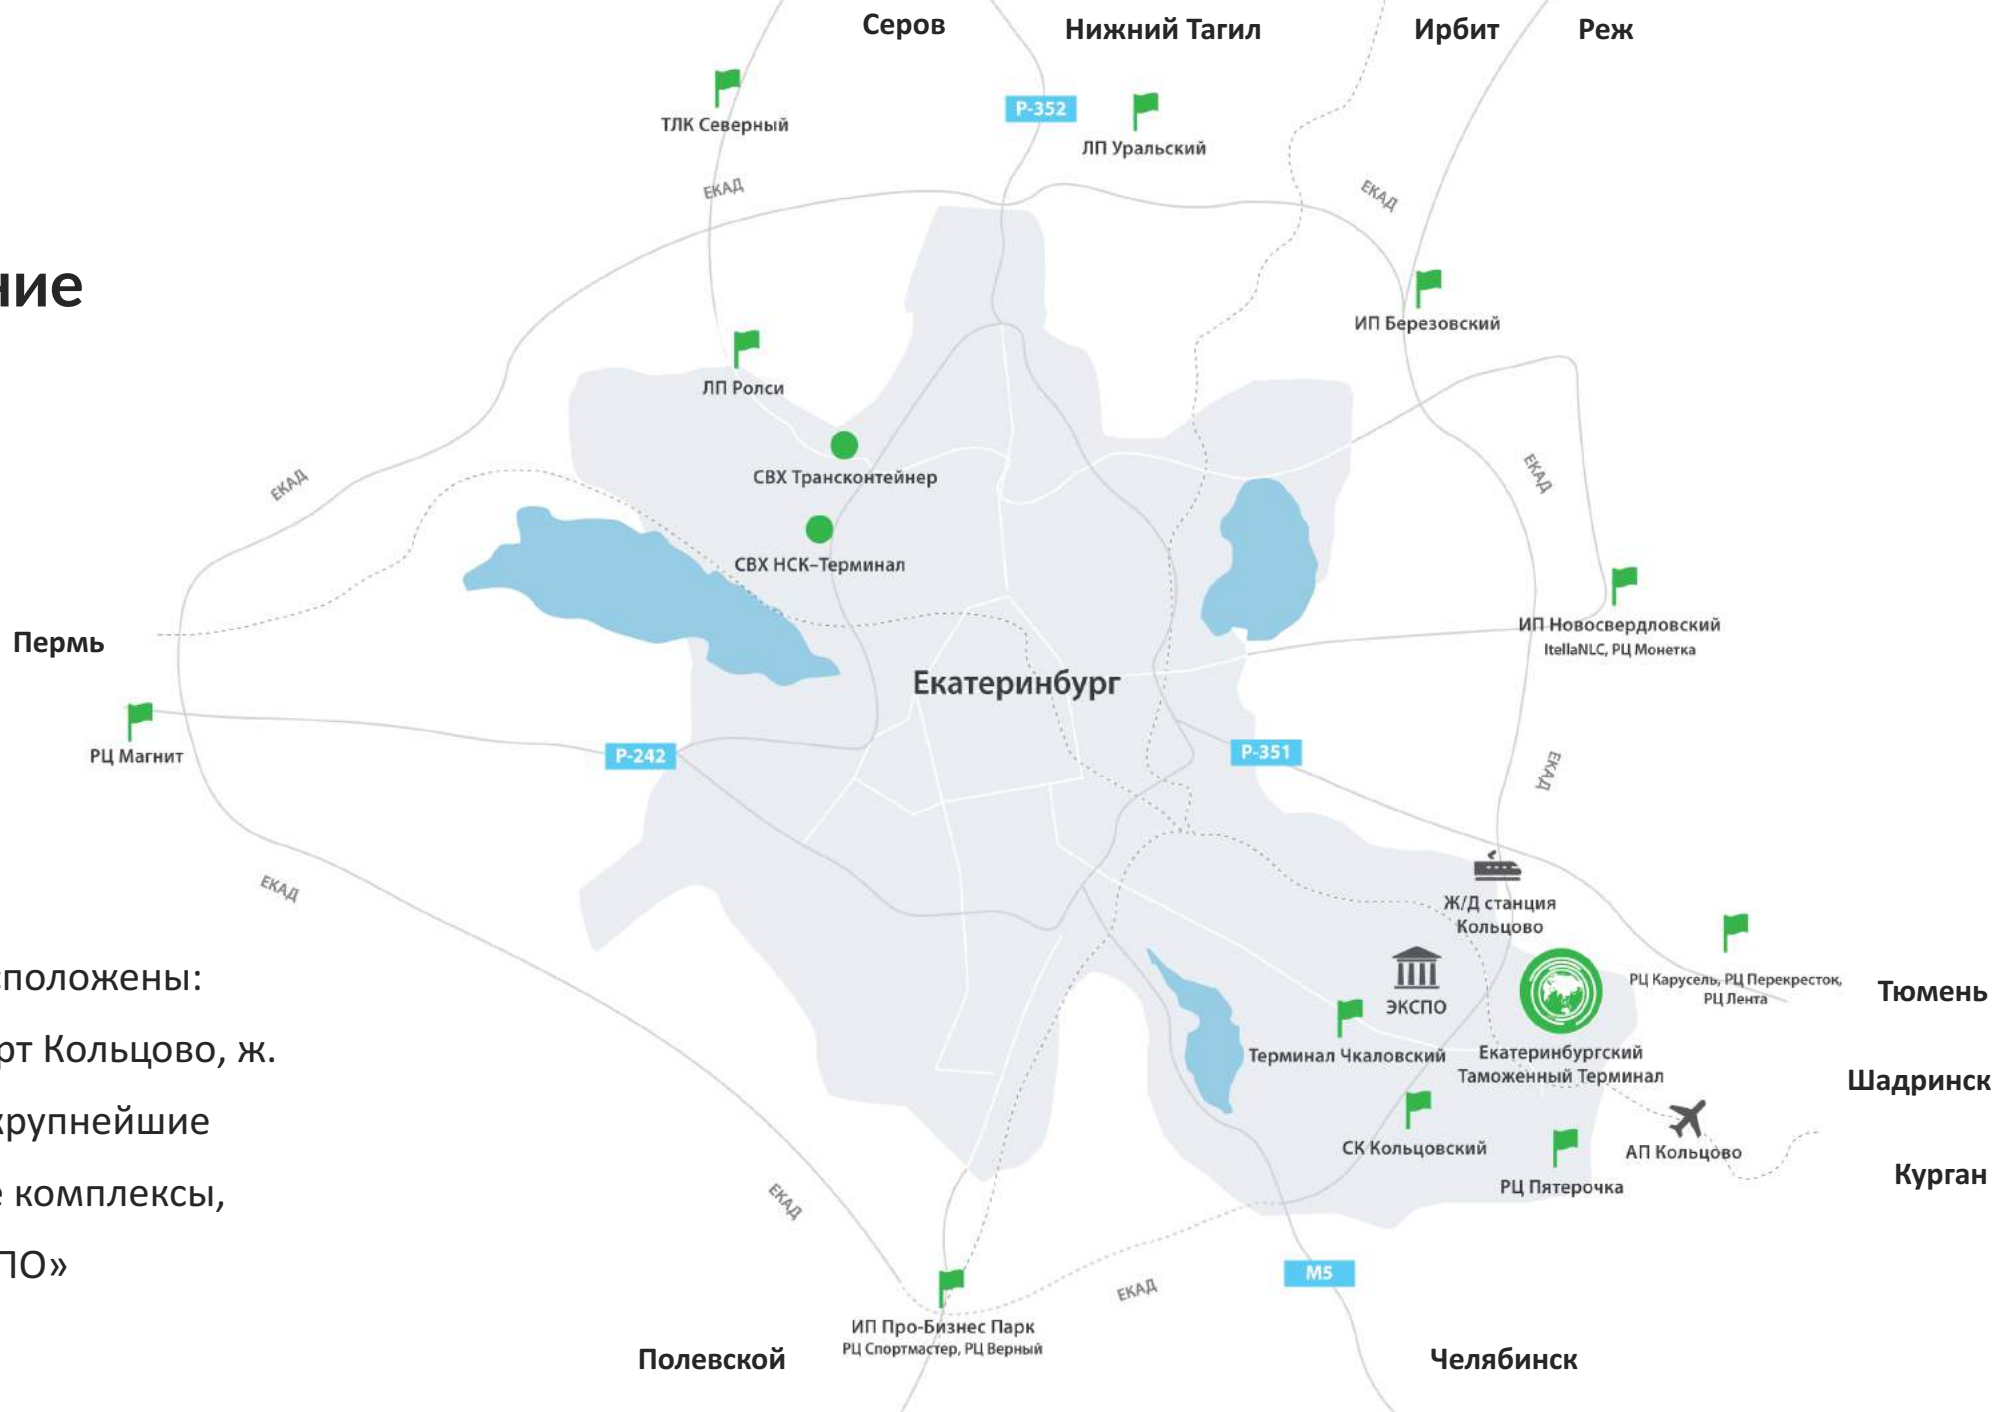 Серов
Нижний Тагил
Ирбит
Реж
Р-352
ТЛК Северный
ЛП Уральский
ЕКАД
ЕКАД
ние
ИП Березовский
ЛП Ролси
СВХ Трансконтейнер
ЕКАД
ЕКАД
СВХ НСК–Терминал
ИП Новосвердловский
ItellaNLC, РЦ Монетка
Пермь
Екатеринбург
РЦ Магнит
Р-242
Р-351
ЕКАД
ЕКАД
Ж/Д станция
Кольцово
сположены:
РЦ Карусель, РЦ Перекресток,
РЦ Лента
Тюмень
ЭКСПО
рт Кольцово, ж.
Терминал Чкаловский
Екатеринбургский
Таможенный Терминал
Шадринск
крупнейшие
СК Кольцовский
АП Кольцово
Курган
РЦ Пятерочка
е комплексы,
ЕКАД
ПО»
М5
ЕКАД
ИП Про-Бизнес Парк
РЦ Спортмастер, РЦ Верный
Полевской
Челябинск